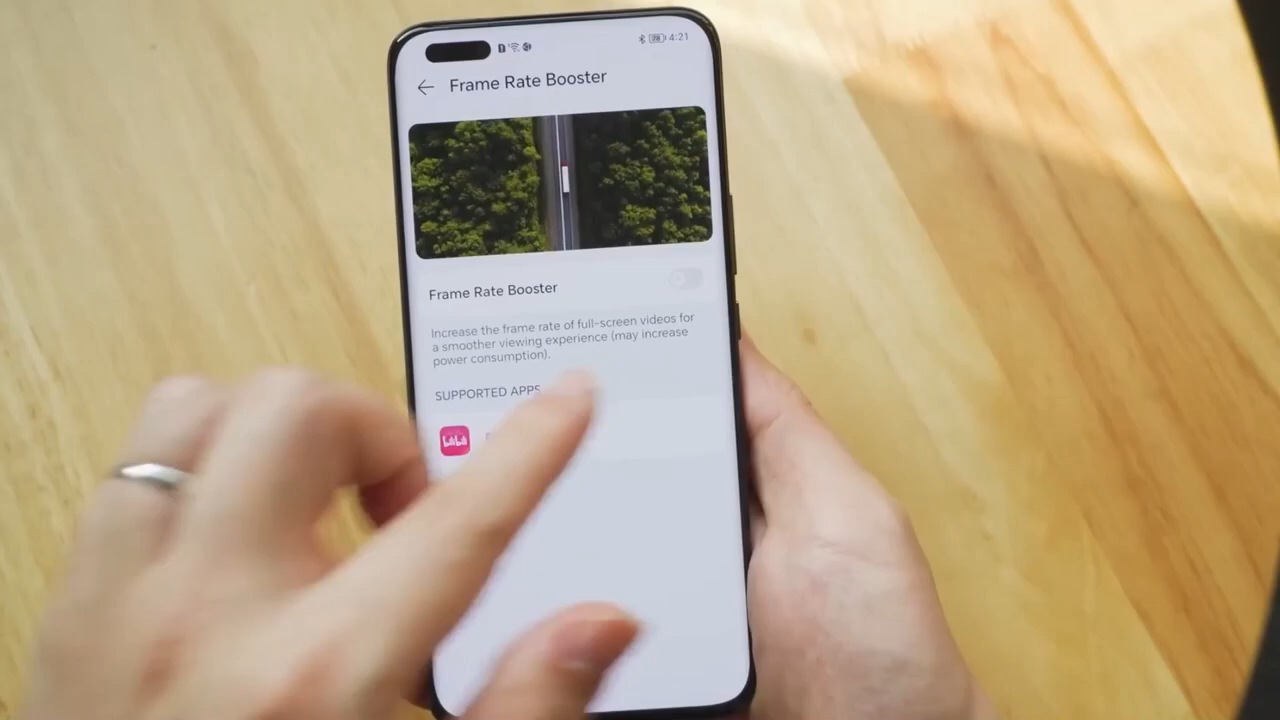 4:21
Frame Rate Booster
Frame Rate Booster
Increase the frame rate of full-screen videos for
a smoother viewing experience (may increase
power consumption).
SUPPORTED APPS
bilibili